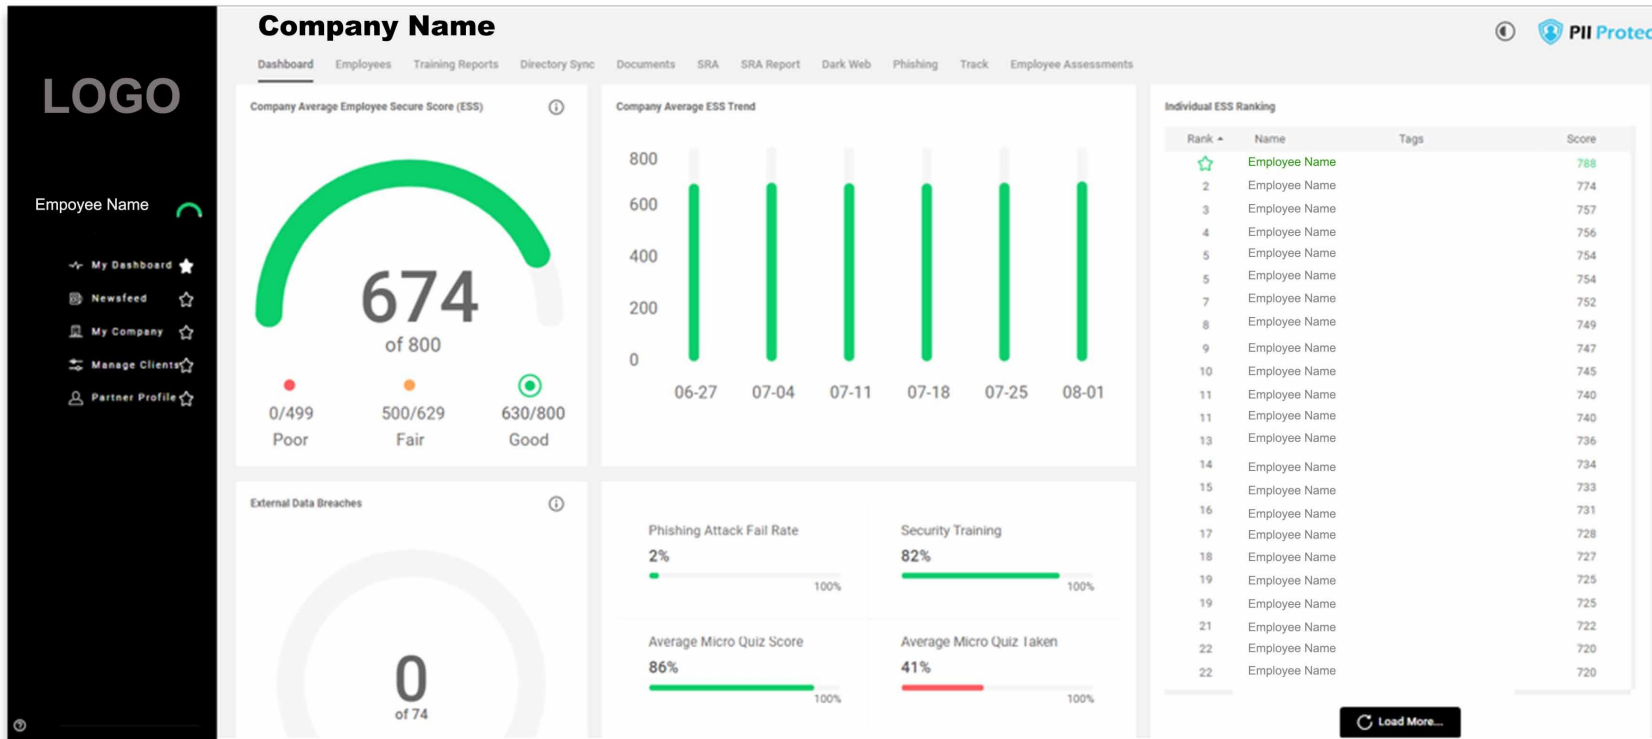 Company Name
PII Protec
Dashboard Employees Training Reports Directory Sync Documents SRA SRA Report Dark Web Phishing Track Employee Assessments
LOGO
Empoyee Name
My Dashboard
Newsfeed
My Company
Manage Clients
Partner Profile
Company Average Employee Secure Score (ESS)
674
of 800
0/499 500/629 630/800
Poor Fair Good
Company Average ESS Trend
800
600
400
200
0
06-27 07-04 07-11 07-18 07-25 08-01
External Data Breaches
0
of 74
Phishing Attack Fail Rate
2%
100%
Security Training
82%
100%
Average Micro Quiz Score
86%
100%
Average Micro Quiz Taken
41%
100%
Individual ESS Ranking
Rank Name Tags Score
Employee Name 788
2 Employee Name 774
3 Employee Name 757
4 Employee Name 756
5 Employee Name 754
5 Employee Name 754
7 Employee Name 752
8 Employee Name 749
9 Employee Name 747
10 Employee Name 745
11 Employee Name 740
11 Employee Name 740
13 Employee Name 736
14 Employee Name 734
15 Employee Name 733
16 Employee Name 731
17 Employee Name 728
18 Employee Name 727
19 Employee Name 725
19 Employee Name 725
21 Employee Name 722
22 Employee Name 720
22 Employee Name 720
Load More...